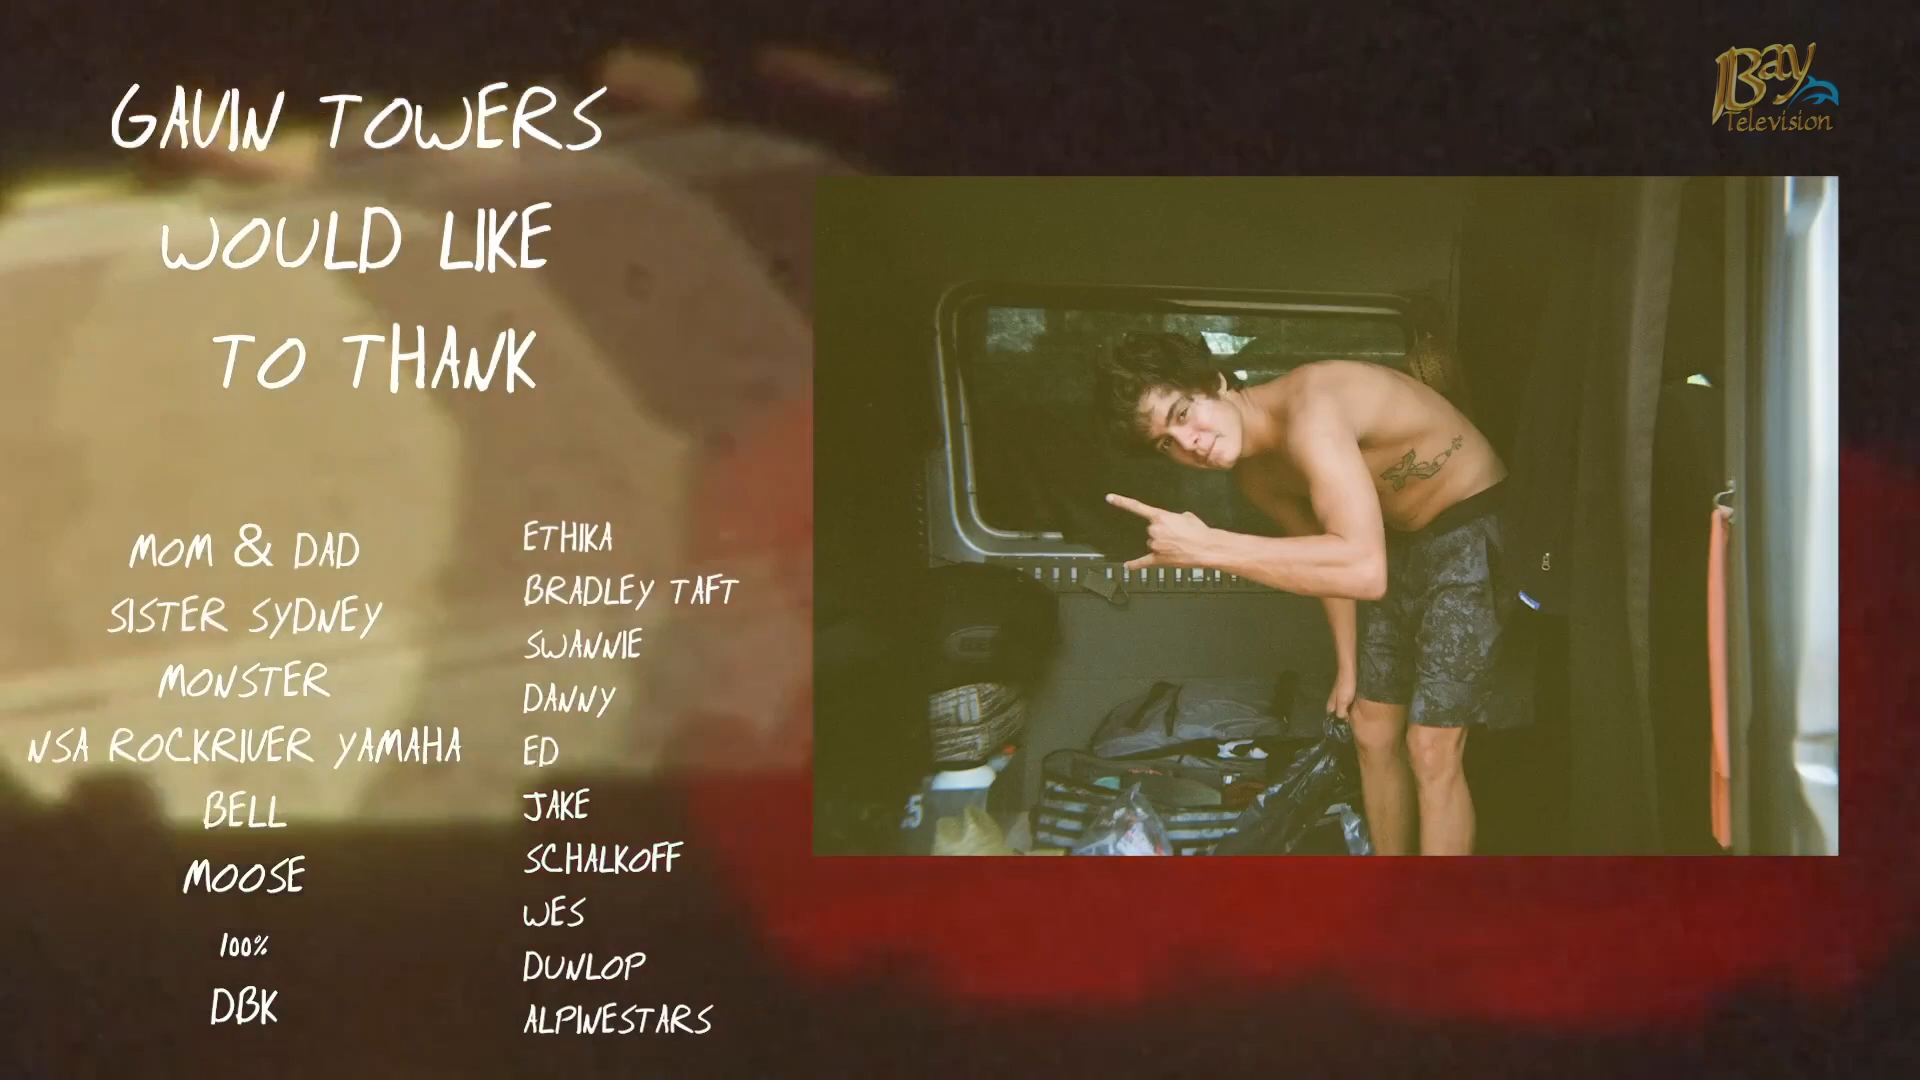 GAVIN TOWERS
WOULD LIKE
TO THANK
MOM & DAD
SISTER SYDNEY
MONSTER
NSA ROCKRIVER YAMAHA
BELL
MOOSE
100%
DBK
ETHIKA
BRADLEY TAFT
SWANNIE
DANNY
ED
JAKE
SCHALKOFF
WES
DUNLOP
ALPINESTARS
Bay
Television